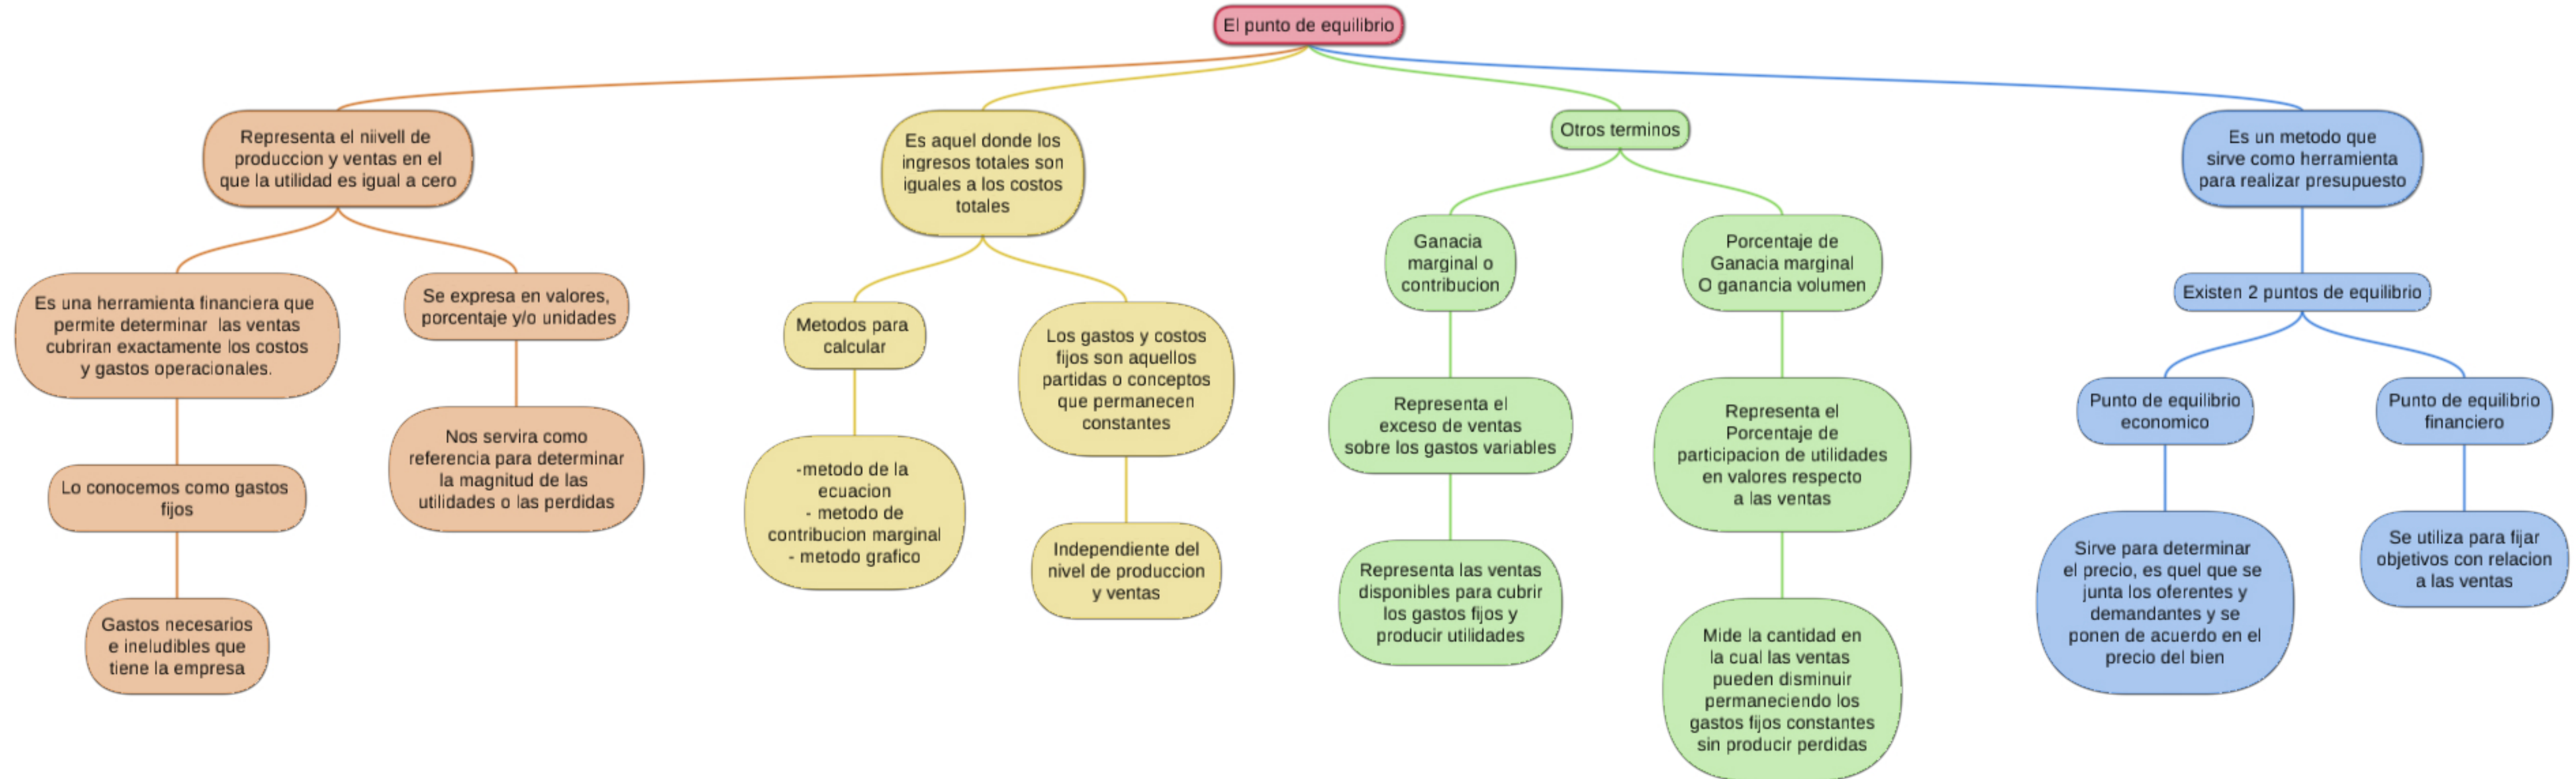 El punto de equilibrio
Representa el niivell de
produccion y ventas en el
que la utilidad es igual a cero
Es una herramienta financiera que
permite determinar las ventas
cubriran exactamente los costos
y gastos operacionales.
Lo conocemos como gastos
fijos
Gastos necesarios
e ineludibles que
tiene la empresa
Se expresa en valores,
porcentaje y/o unidades
Nos servira como
referencia para determinar
la magnitud de las
utilidades o las perdidas
Es aquel donde los
ingresos totales son
iguales a los costos
totales
Metodos para
calcular
-metodo de la
ecuacion
- metodo de
contribucion marginal
- metodo grafico
Los gastos y costos
fijos son aquellos
partidas o conceptos
que permanecen
constantes
Independiente del
nivel de produccion
y ventas
Otros terminos
Ganacia
marginal o
contribucion
Representa el
exceso de ventas
sobre los gastos variables
Representa las ventas
disponibles para cubrir
los gastos fijos y
producir utilidades
Porcentaje de
Ganacia marginal
O ganancia volumen
Representa el
Porcentaje de
participacion de utilidades
en valores respecto
a las ventas
Mide la cantidad en
la cual las ventas
pueden disminuir
permaneciendo los
gastos fijos constantes
sin producir perdidas
Es un metodo que
sirve como herramienta
para realizar presupuesto
Existen 2 puntos de equilibrio
Punto de equilibrio
economico
Sirve para determinar
el precio, es quel que se
junta los oferentes y
demandantes y se
ponen de acuerdo en el
precio del bien
Punto de equilibrio
financiero
Se utiliza para fijar
objetivos con relacion
a las ventas